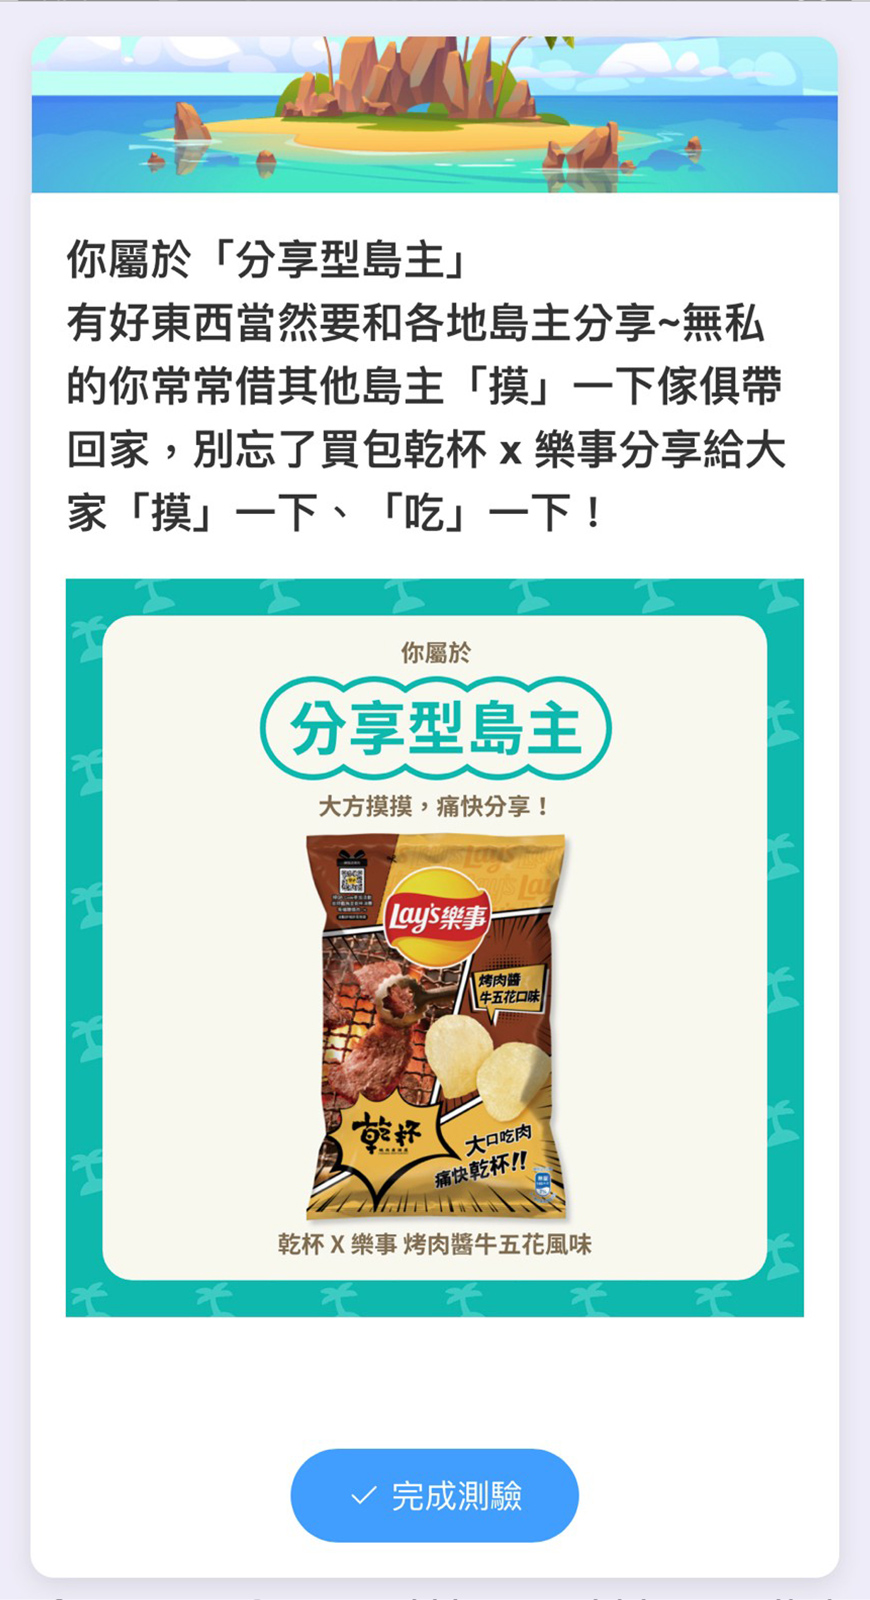 你屬於「分享型島主」
有好東西當然要和各地島主分享~無私
的你常常借其他島主「摸」一下傢俱帶
回家，別忘了買包乾杯 x 樂事分享給大
家「摸」一下、「吃」一下！
你屬於
分享型島主
大方摸摸，痛快分享！
Lay's樂事
烤肉醬
牛五花口味
乾杯
大口吃肉
痛快乾杯!!
乾杯 X 樂事 烤肉醬牛五花風味
完成測驗